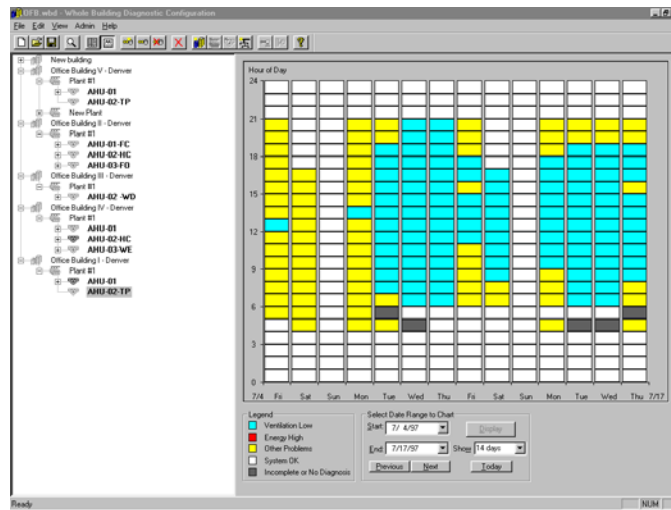 OFB.wbd - Whole Building Diagnostic Configuration
File Edit View Admin Help
New building
Office Building V - Denver
Plant #1
AHU-01
AHU-02-TP
New Plant
Office Building II - Denver
Plant #1
AHU-01-FC
AHU-02-HC
AHU-03-FO
Office Building III - Denver
Plant #1
AHU-02 -WD
Office Building IV - Denver
Plant #1
AHU-01
AHU-02-HC
AHU-03-WE
Office Building I - Denver
Plant #1
AHU-01
AHU-02-TP
Hour of Day
24
21
18
15
12
9
6
3
0
7/4 Fri Sat Sun Mon Tue Wed Thu Fri Sat Sun Mon Tue Wed Thu 7/17
Legend
Ventilation Low
Energy High
Other Problems
System OK
Incomplete or No Diagnosis
Select Date Range to Chart
Start: 7/ 4/97 Display
End: 7/17/97 Show: 14 days
Previous Next Today
Ready NUM